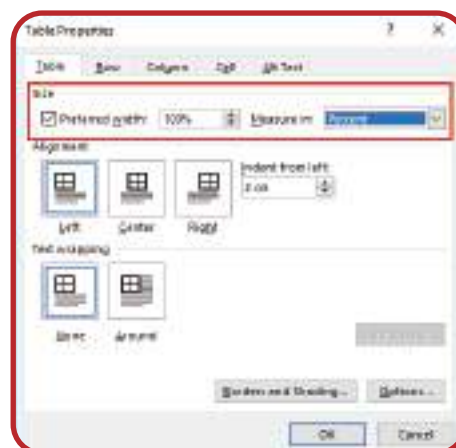 Table Properties ? X
Table Row Column Cell Alt Text
Size
Preferred width: 100% Measure in: Percent
Alignment
Indent from left:
0 cm
Left Center Right
Text wrapping
None Around
Borders and Shading... Options...
OK Cancel